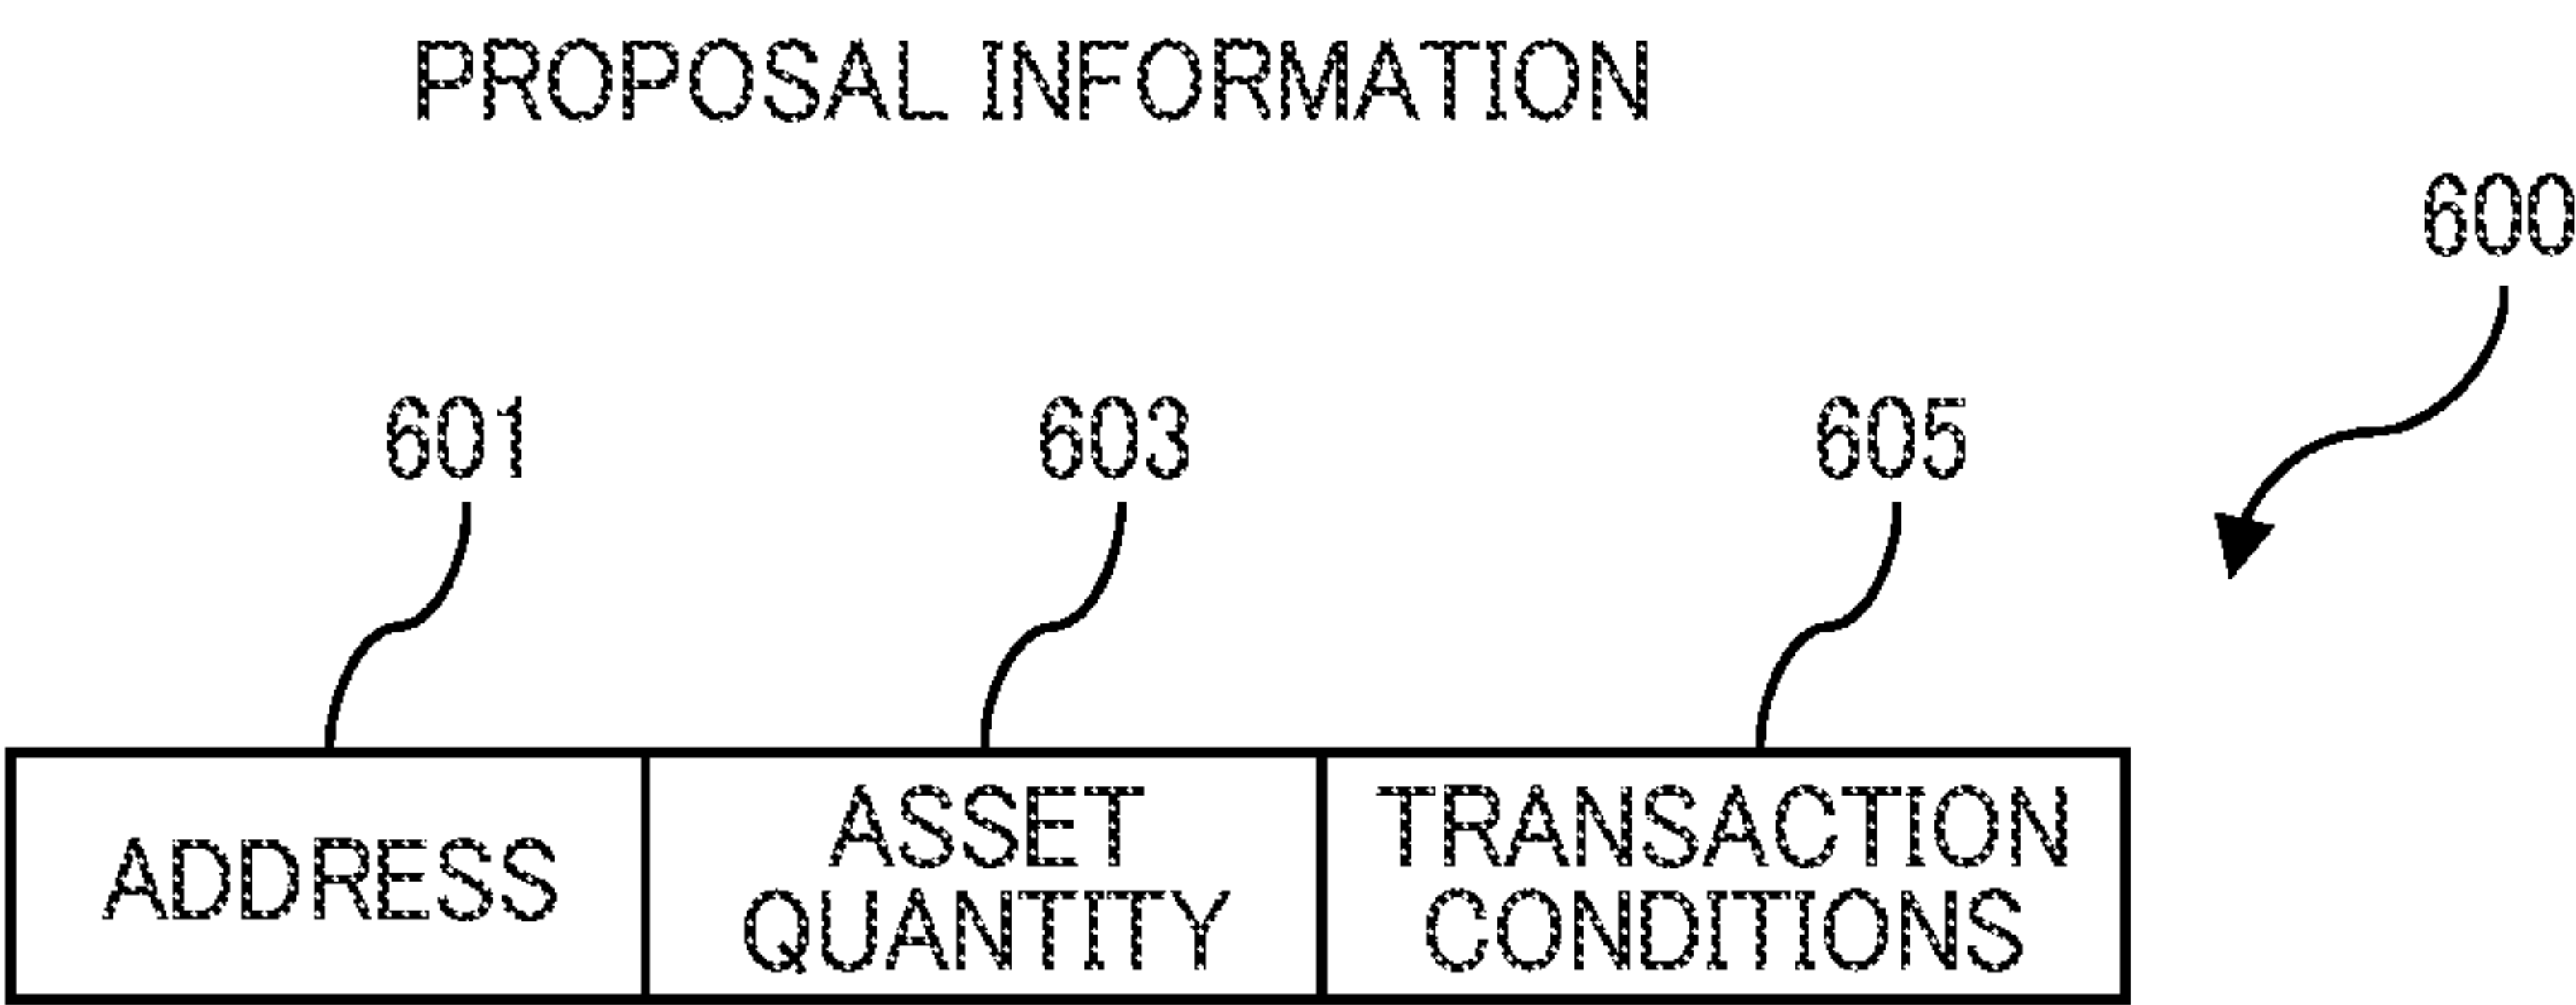 PROPOSAL INFORMATION
600
601
603
605
ADDRESS
ASSET
QUANTITY
TRANSACTION
CONDITIONS